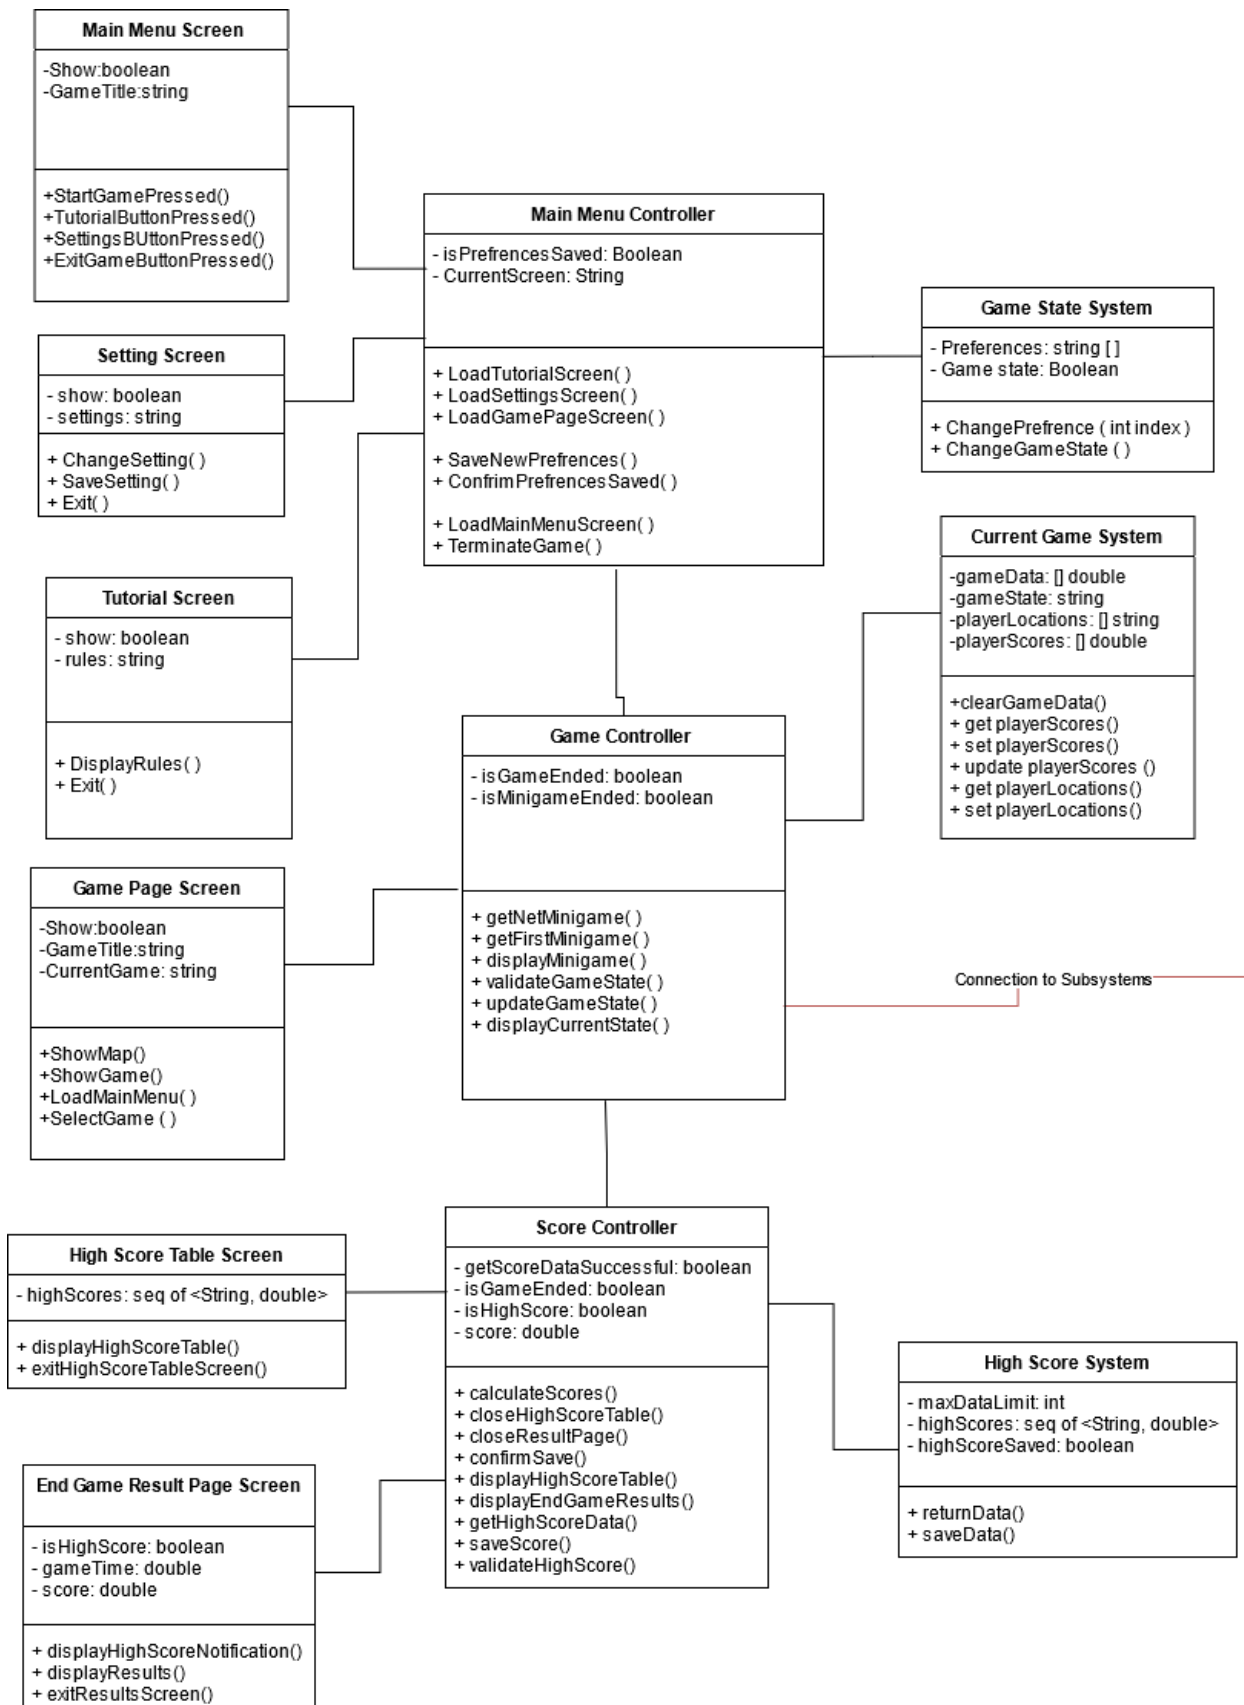 Main Menu Screen
-Show:boolean
-GameTitle:string
+StartGamePressed()
+TutorialButtonPressed()
+SettingsBUttonPressed()
+ExitGameButtonPressed()
Main Menu Controller
- isPrefrencesSaved: Boolean
- CurrentScreen: String
+ LoadTutorialScreen( )
+ LoadSettingsScreen( )
+ LoadGamePageScreen( )
+ SaveNewPrefrences( )
+ ConfrimPrefrencesSaved( )
+ LoadMainMenuScreen( )
+ TerminateGame( )
Game State System
- Preferences: string [ ]
- Game state: Boolean
+ ChangePrefrence ( int index )
+ ChangeGameState ( )
Setting Screen
- show: boolean
- settings: string
+ ChangeSetting( )
+ SaveSetting( )
+ Exit( )
Current Game System
-gameData: [] double
-gameState: string
-playerLocations: [] string
-playerScores: [] double
+clearGameData()
+ get playerScores()
+ set playerScores()
+ update playerScores ()
+ get playerLocations()
+ set playerLocations()
Tutorial Screen
- show: boolean
- rules: string
+ DisplayRules( )
+ Exit( )
Game Controller
- isGameEnded: boolean
- isMinigameEnded: boolean
+ getNetMinigame( )
+ getFirstMinigame( )
+ displayMinigame( )
+ validateGameState( )
+ updateGameState( )
+ displayCurrentState( )
Game Page Screen
-Show:boolean
-GameTitle:string
-CurrentGame: string
+ShowMap()
+ShowGame()
+LoadMainMenu( )
+SelectGame ( )
Connection to Subsystems
Score Controller
- getScoreDataSuccessful: boolean
- isGameEnded: boolean
- isHighScore: boolean
- score: double
+ calculateScores()
+ closeHighScoreTable()
+ closeResultPage()
+ confirmSave()
+ displayHighScoreTable()
+ displayEndGameResults()
+ getHighScoreData()
+ saveScore()
+ validateHighScore()
High Score Table Screen
- highScores: seq of <String, double>
+ displayHighScoreTable()
+ exitHighScoreTableScreen()
High Score System
- maxDataLimit: int
- highScores: seq of <String, double>
- highScoreSaved: boolean
+ returnData()
+ saveData()
End Game Result Page Screen
- isHighScore: boolean
- gameTime: double
- score: double
+ displayHighScoreNotification()
+ displayResults()
+ exitResultsScreen()